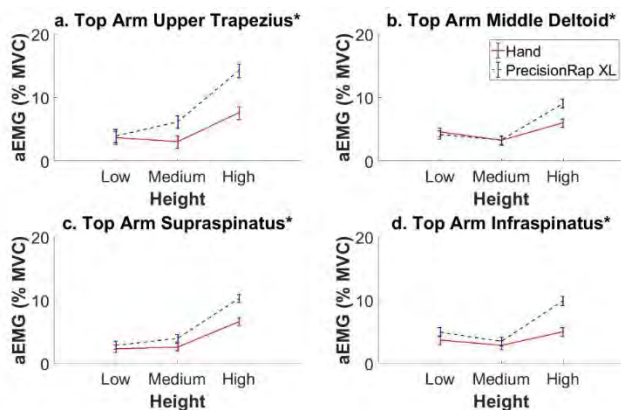 a. Top Arm Upper Trapezius*
20
10
0
aEMG (% MVC)
Low Medium High
Height
b. Top Arm Middle Deltoid*
Hand
PrecisionRap XL
20
10
0
aEMG (% MVC)
Low Medium High
Height
c. Top Arm Supraspinatus*
20
10
0
aEMG (% MVC)
Low Medium High
Height
d. Top Arm Infraspinatus*
20
10
0
aEMG (% MVC)
Low Medium High
Height